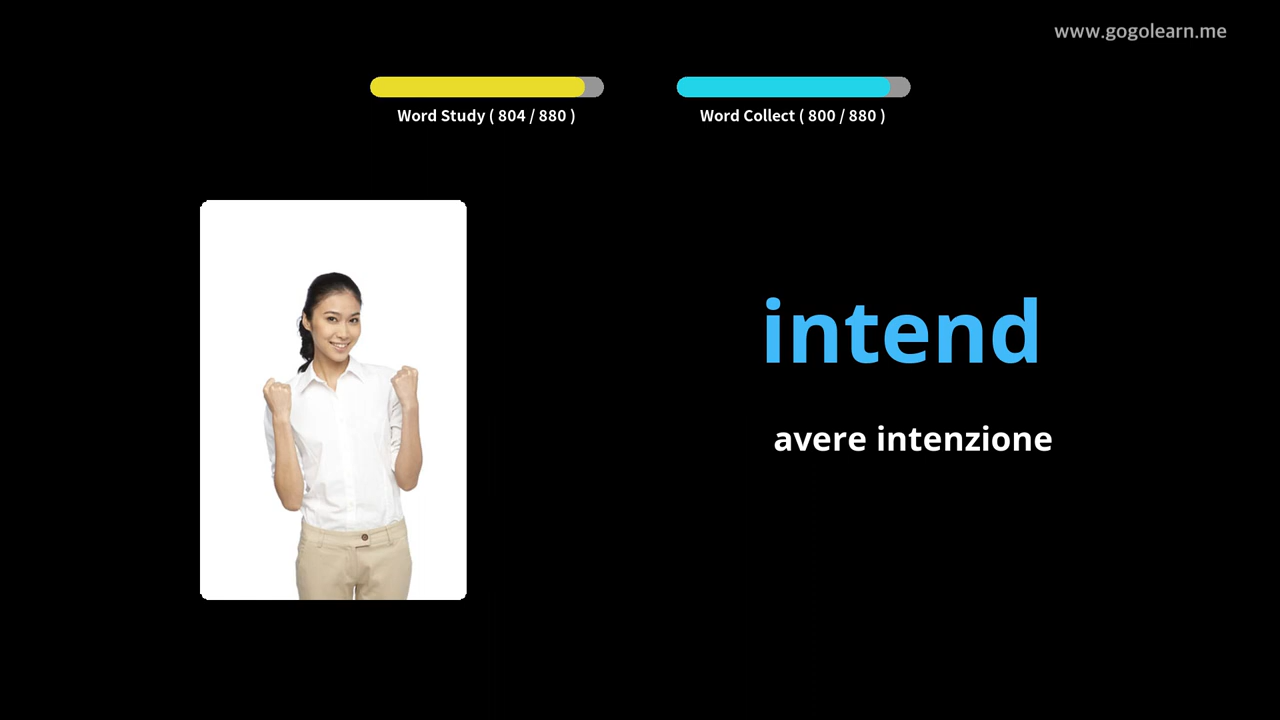 www.gogolearn.me
Word Study ( 804 / 880 )
Word Collect ( 800 / 880 )
intend
avere intenzione